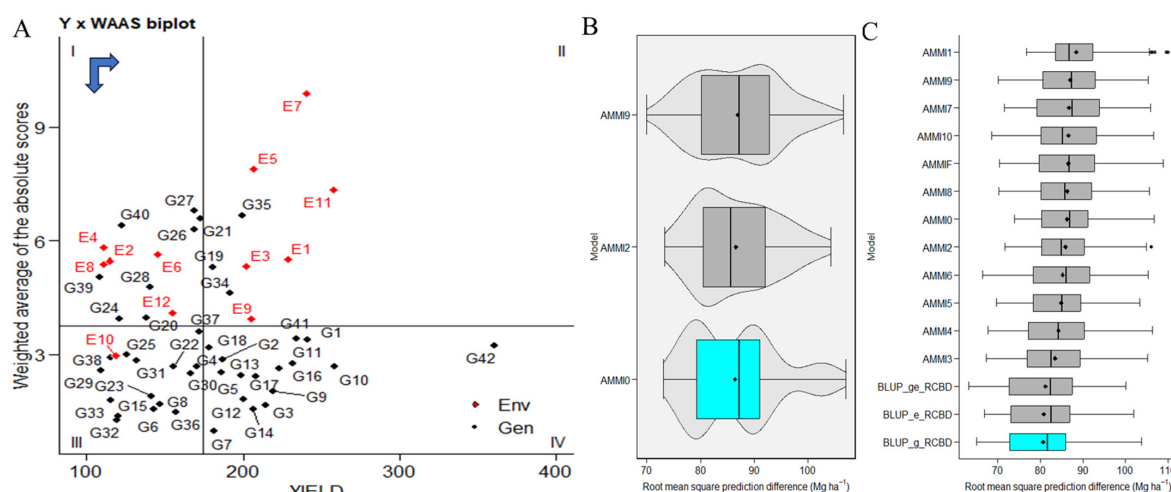 A
Y x WAAS biplot
I
II
E7
9
E5
E11
G27
G35
G40
G26
G21
6
E4
E2
E3
E1
G19
E8
E6
G39
G28
G34
E12
E9
G24
G20
G37
G41
G1
E10
G25
G22
G18
G2
G11
G42
3
G38
G4
G13
G16
G10
G29
G31
G30
G5
G17
G9
G23
G33
G15
G8
G12
G3
G32
G6
G36
G14
G7
Env
Gen
III
IV
100
200
300
400
YIELD
Weighted average of the absolute scores
B
AMMI9
AMMI2
AMMI0
Model
70
80
90
100
Root mean square prediction difference (Mg ha⁻¹)
C
AMMI1
AMMI9
AMMI7
AMMI10
AMMIF
AMMI8
AMMI0
AMMI2
AMMI6
AMMI5
AMMI4
AMMI3
BLUP_ge_RCBD
BLUP_e_RCBD
BLUP_g_RCBD
Model
70
80
90
100
110
Root mean square prediction difference (Mg ha⁻¹)